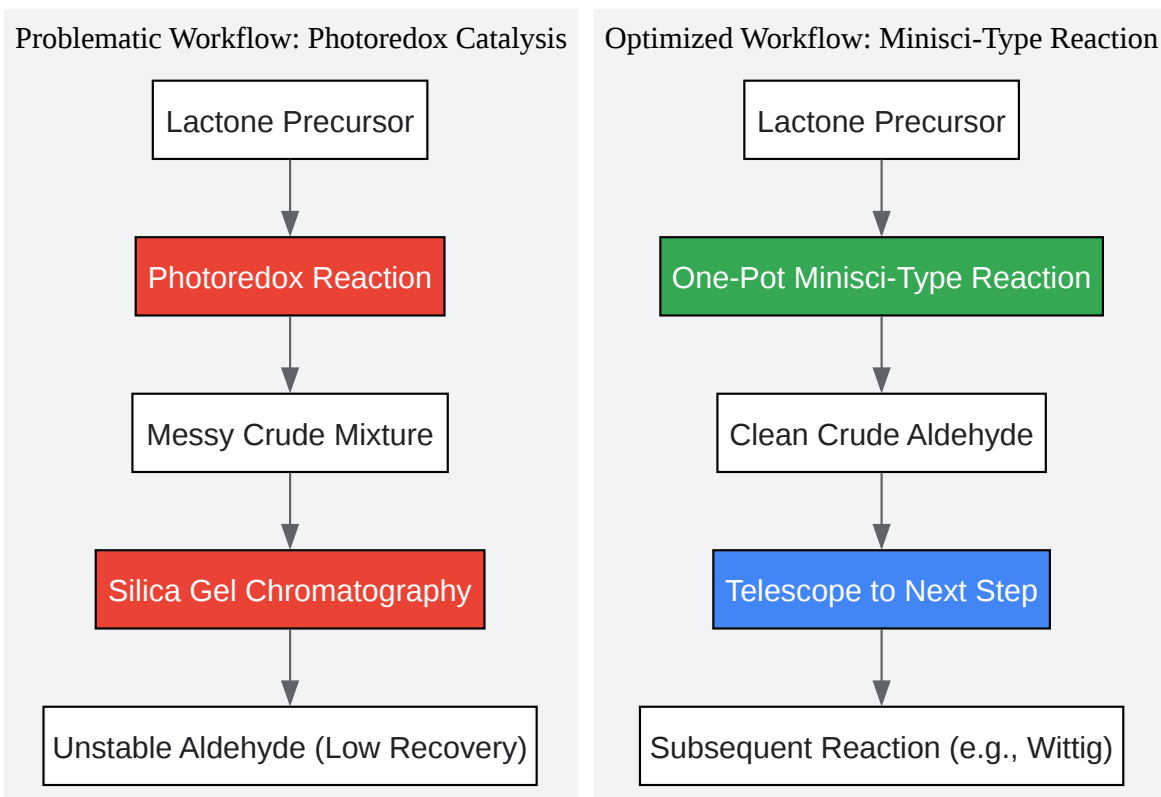 Problematic Workflow: Photoredox Catalysis
Lactone Precursor
Photoredox Reaction
Messy Crude Mixture
Silica Gel Chromatography
Unstable Aldehyde (Low Recovery)
Optimized Workflow: Minisci-Type Reaction
Lactone Precursor
One-Pot Minisci-Type Reaction
Clean Crude Aldehyde
Telescope to Next Step
Subsequent Reaction (e.g., Wittig)